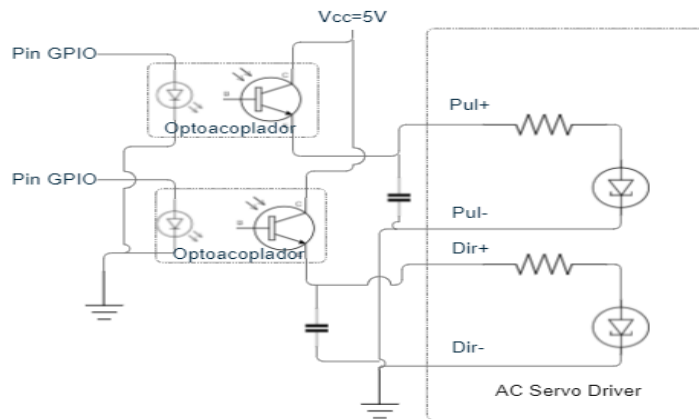 Vcc=5V
Pin GPIO
Pul+
Optoacoplador
Pin GPIO
Pul-
Dir+
Optoacoplador
Dir-
AC Servo Driver